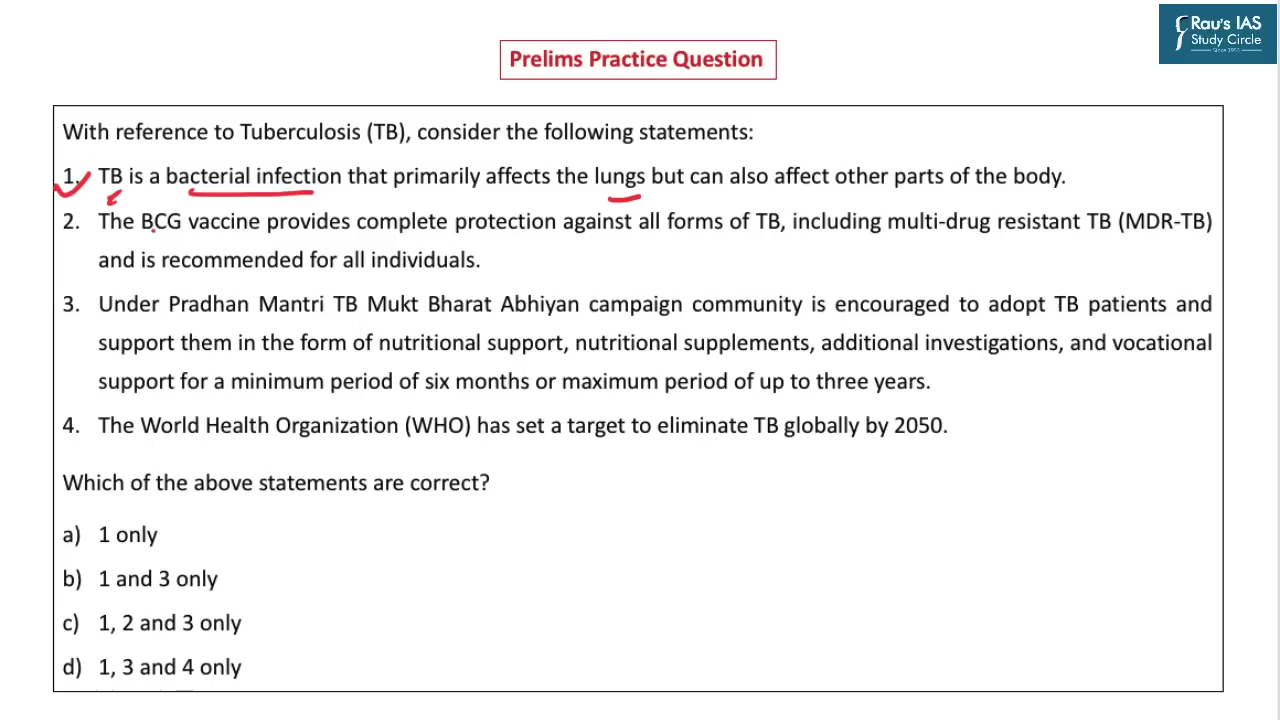 Rau's IAS
Study Circle
Since 1953
Prelims Practice Question
With reference to Tuberculosis (TB), consider the following statements:
1. TB is a bacterial infection that primarily affects the lungs but can also affect other parts of the body.
2. The BCG vaccine provides complete protection against all forms of TB, including multi-drug resistant TB (MDR-TB)
and is recommended for all individuals.
3. Under Pradhan Mantri TB Mukt Bharat Abhiyan campaign community is encouraged to adopt TB patients and
support them in the form of nutritional support, nutritional supplements, additional investigations, and vocational
support for a minimum period of six months or maximum period of up to three years.
4. The World Health Organization (WHO) has set a target to eliminate TB globally by 2050.
Which of the above statements are correct?
a) 1 only
b) 1 and 3 only
c) 1, 2 and 3 only
d) 1, 3 and 4 only